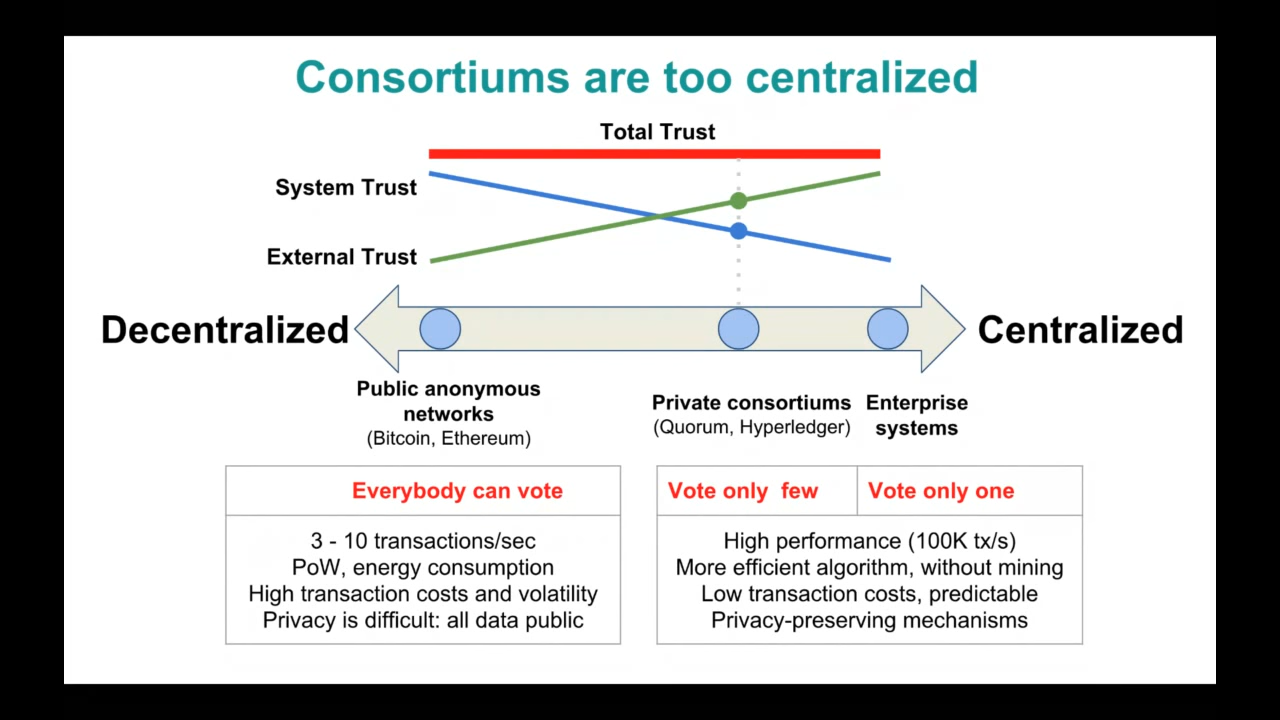 Consortiums are too centralized
Total Trust
System Trust
External Trust
Decentralized
Centralized
Public anonymous
networks
(Bitcoin, Ethereum)
Private consortiums
(Quorum, Hyperledger)
Enterprise
systems
Everybody can vote
3 - 10 transactions/sec
PoW, energy consumption
High transaction costs and volatility
Privacy is difficult: all data public
Vote only few
Vote only one
High performance (100K tx/s)
More efficient algorithm, without mining
Low transaction costs, predictable
Privacy-preserving mechanisms